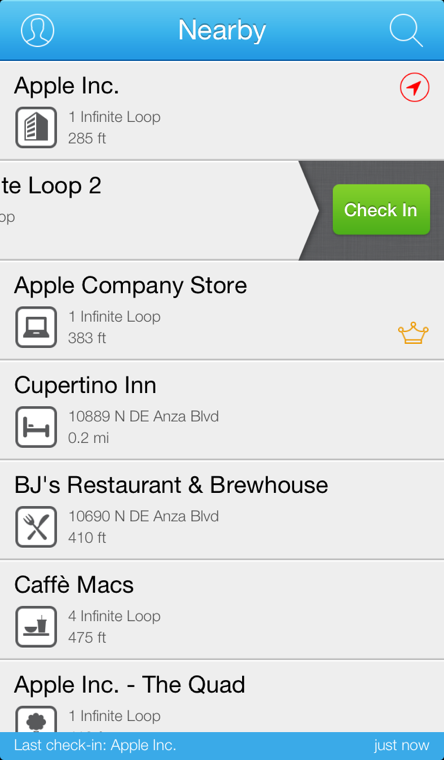 Nearby
Apple Inc.
1 Infinite Loop
285 ft
te Loop 2
op
Check In
Apple Company Store
1 Infinite Loop
383 ft
Cupertino Inn
10889 N DE Anza Blvd
0.2 mi
BJ's Restaurant & Brewhouse
10690 N DE Anza Blvd
410 ft
Caffè Macs
4 Infinite Loop
475 ft
Apple Inc. - The Quad
1 Infinite Loop
Last check-in: Apple Inc.
just now